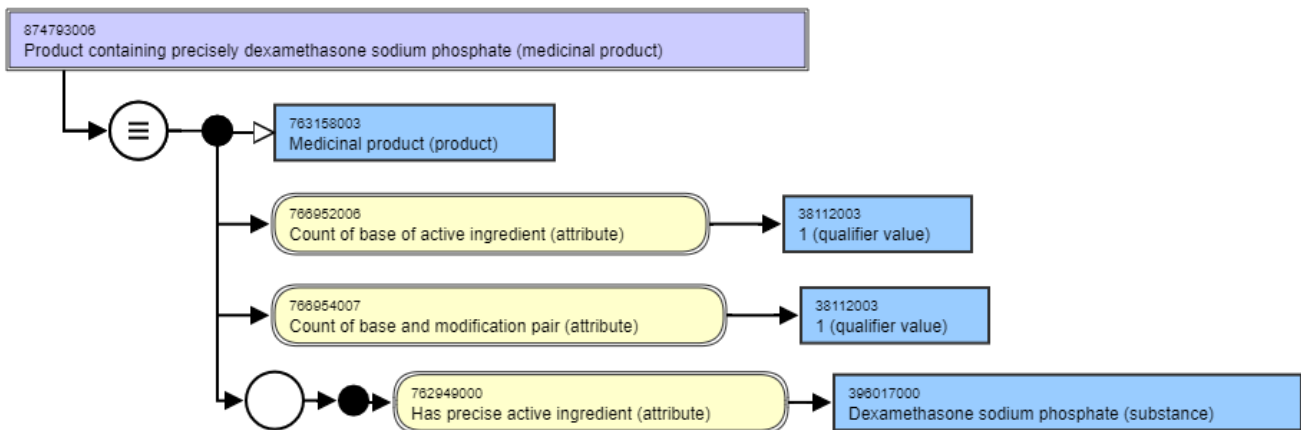 874793006
Product containing precisely dexamethasone sodium phosphate (medicinal product)
763158003
Medicinal product (product)
766952006
Count of base of active ingredient (attribute)
38112003
1 (qualifier value)
766954007
Count of base and modification pair (attribute)
38112003
1 (qualifier value)
762949000
Has precise active ingredient (attribute)
396017000
Dexamethasone sodium phosphate (substance)